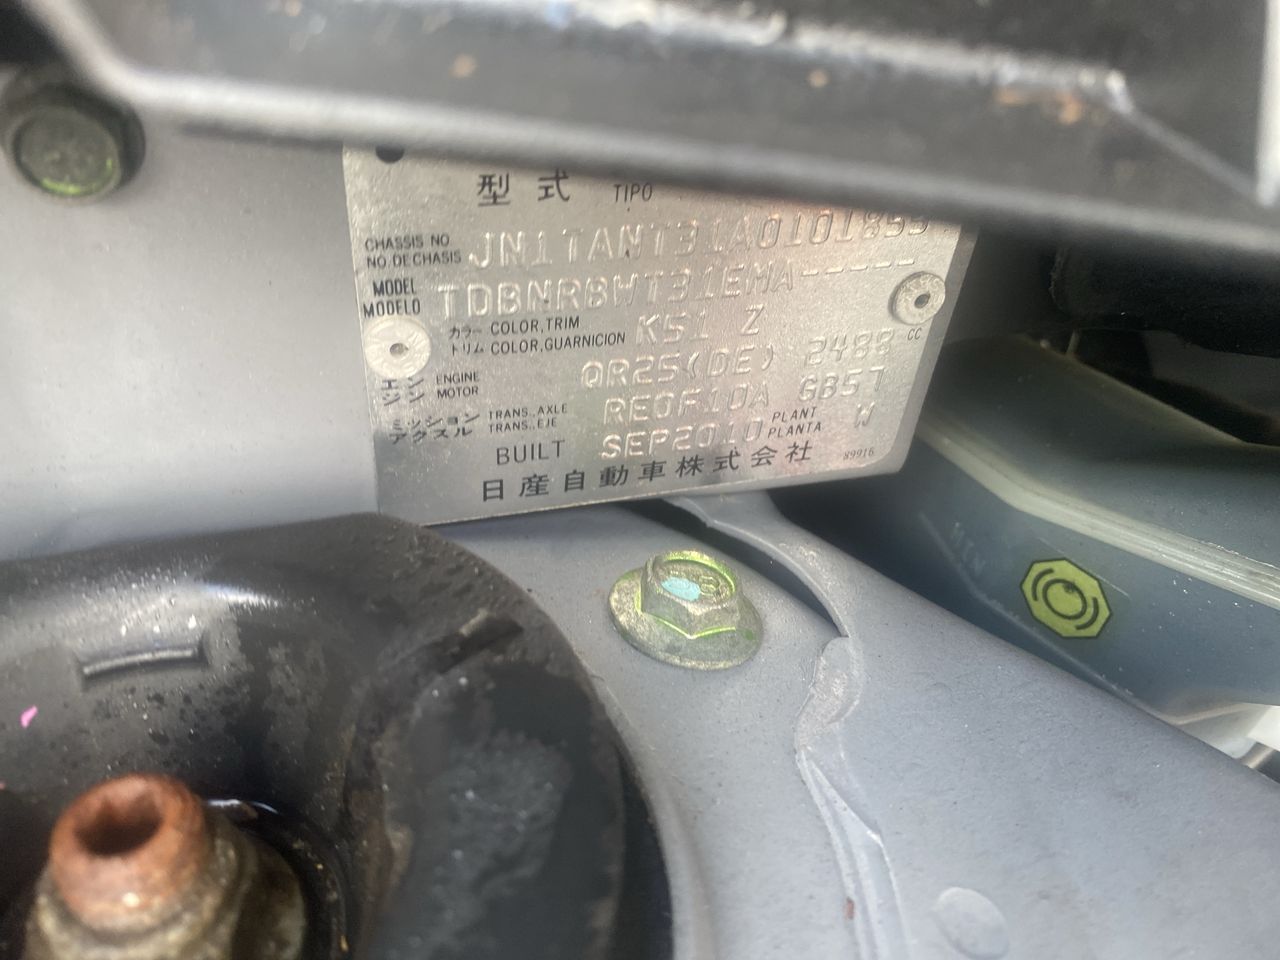 型式 TIPO
CHASSIS NO. NO. DE CHASIS JN1TANT31A0101853
MODEL MODELO TDBNRBWT31EMA-----
カラー COLOR,TRIM トリム COLOR,GUARNICION K51 Z
エンジン ENGINE MOTOR QR25(DE) 2488 CC
ミッション TRANS.,AXLE アクスル TRANS.,EJE RE0F10A GB57
BUILT SEP2010 PLANT PLANTA W
日産自動車株式会社 89916